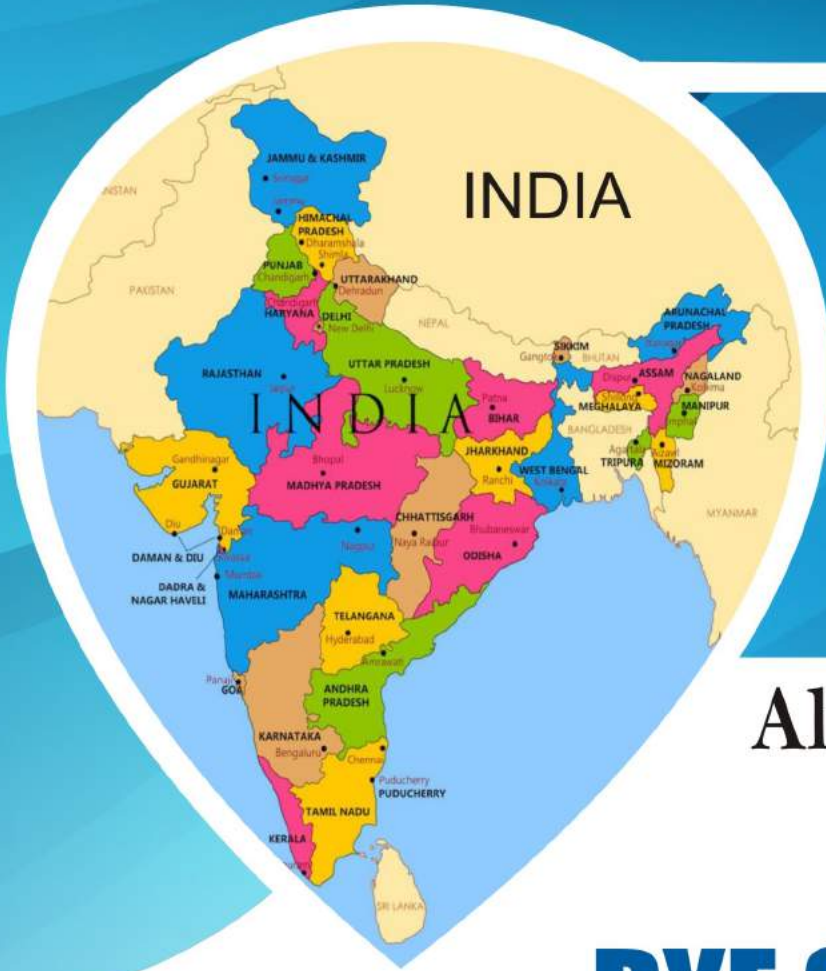 INDIA
JAMMU & KASHMIR
Srinagar
Jammu
HIMACHAL
PRADESH
Dharamshala
Shimla
PUNJAB
Chandigarh
UTTARAKHAND
Dehradun
PAKISTAN
Chandigarh
HARYANA
DELHI
New Delhi
NEPAL
ARUNACHAL
PRADESH
Itanagar
SIKKIM
Gangtok
BHUTAN
RAJASTHAN
Jaipur
UTTAR PRADESH
Lucknow
Dispur
ASSAM
NAGALAND
Kohima
Shillong
MEGHALAYA
MANIPUR
Imphal
INDIA
Patna
BIHAR
BANGLADESH
Agartala
TRIPURA
Aizawl
MIZORAM
Gandhinagar
GUJARAT
Bhopal
MADHYA PRADESH
JHARKHAND
Ranchi
WEST BENGAL
Kolkata
MYANMAR
Diu
Daman
DAMAN & DIU
DADRA &
NAGAR HAVELI
Mumbai
MAHARASHTRA
Nagpur
CHHATTISGARH
Naya Raipur
Bhubaneswar
ODISHA
TELANGANA
Hyderabad
Amrawati
Panaji
GOA
ANDHRA
PRADESH
KARNATAKA
Bengaluru
Chennai
Puducherry
PUDUCHERRY
TAMIL NADU
KERALA
SRI LANKA
Al